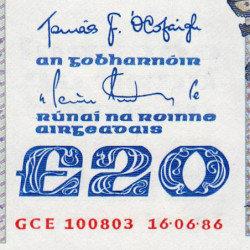 Tomás F. Ó Cofaigh
an gobharnóir
rúnaí na roinne
airgeadais
£20
GCE 100803 16·06·86